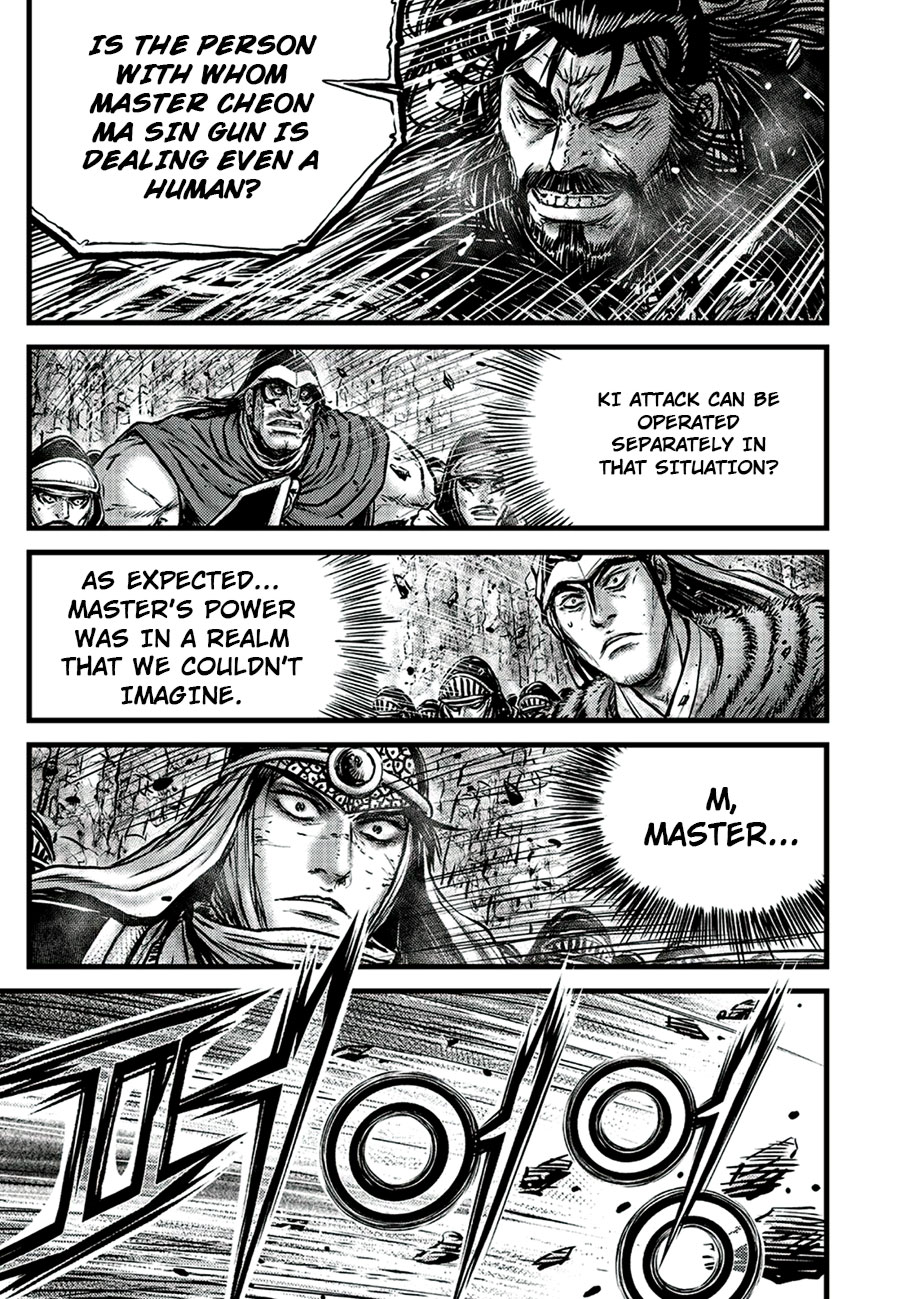 IS THE PERSON
WITH WHOM
MASTER CHEON
MA SIN GUN IS
DEALING EVEN A
HUMAN?
KI ATTACK CAN BE
OPERATED
SEPARATELY IN
THAT SITUATION?
AS EXPECTED...
MASTER'S POWER
WAS IN A REALM
THAT WE COULDN'T
IMAGINE.
M,
MASTER...